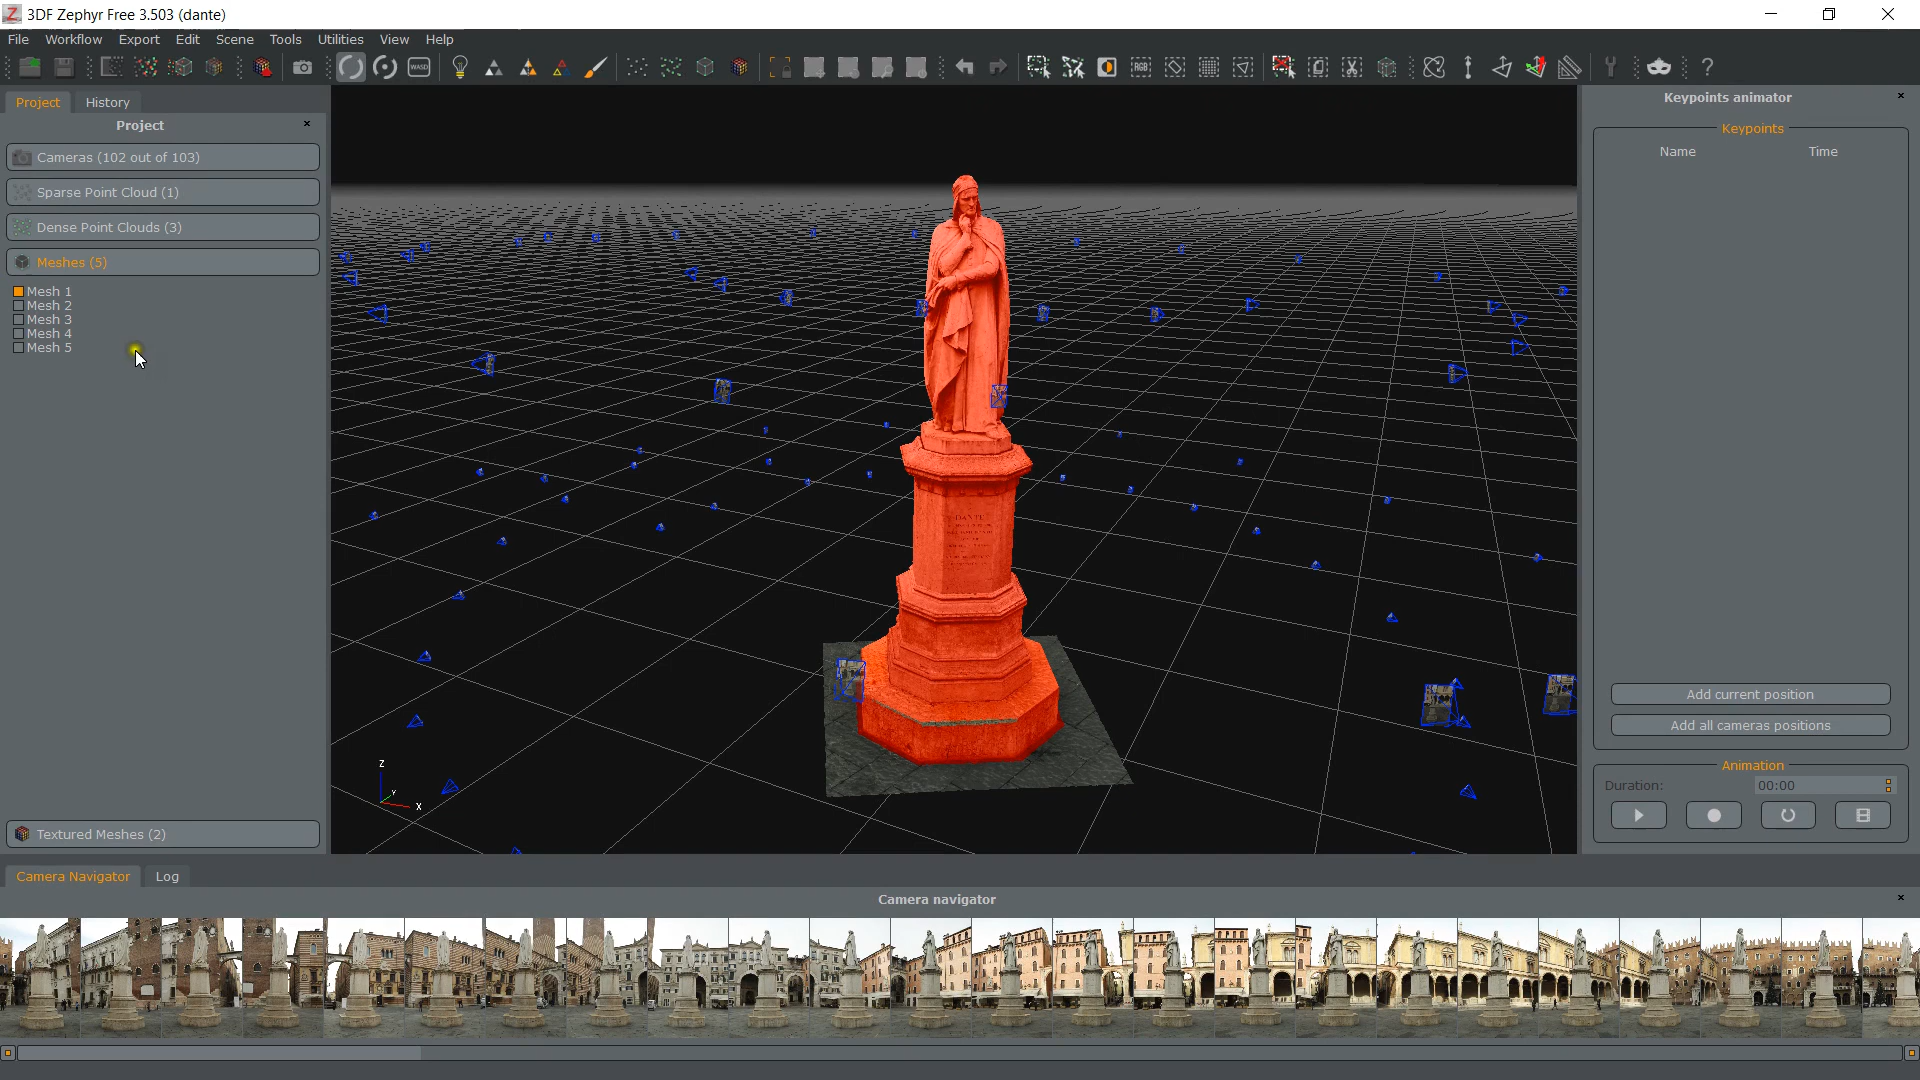 3DF Zephyr Free 3.503 (dante)
File Workflow Export Edit Scene Tools Utilities View Help
WASD
RGB
Project History
Project
Cameras (102 out of 103)
Sparse Point Cloud (1)
Dense Point Clouds (3)
Meshes (5)
Mesh 1
Mesh 2
Mesh 3
Mesh 4
Mesh 5
Textured Meshes (2)
DANTE
Z
Y
X
Keypoints animator
Keypoints
Name Time
Add current position
Add all cameras positions
Animation
Duration: 00:00
Camera Navigator Log
Camera navigator